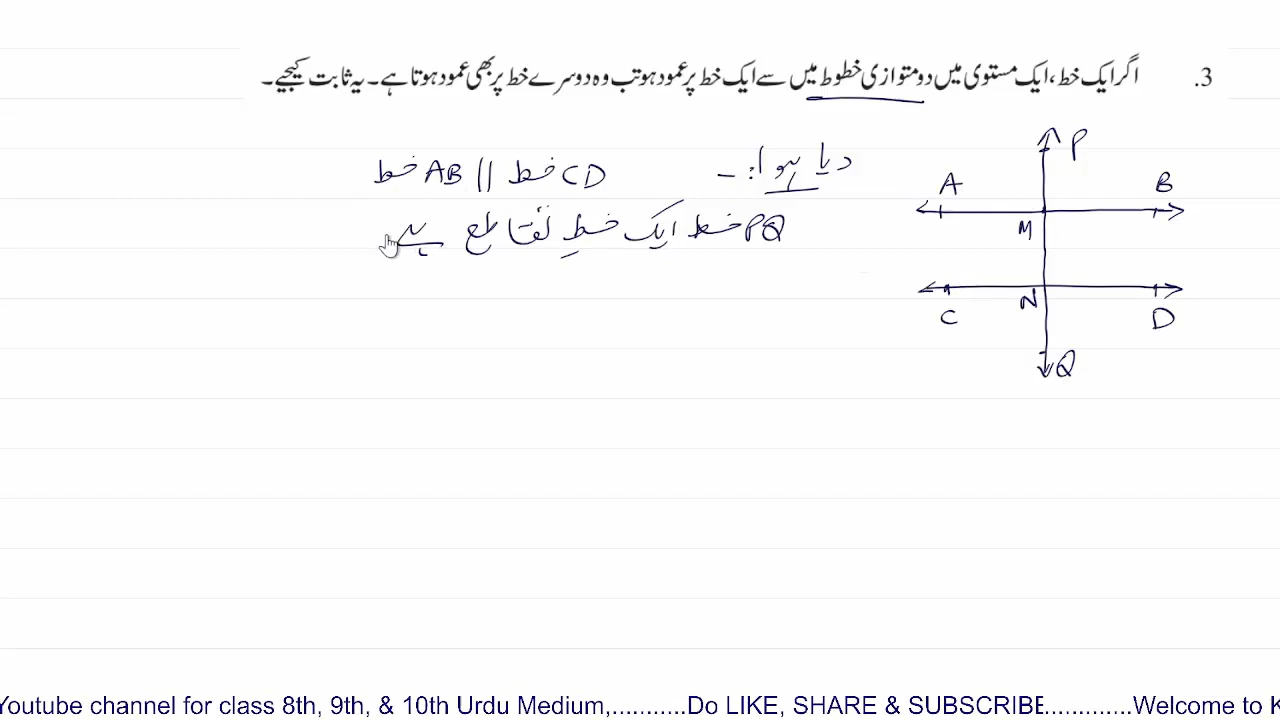 3. اگر ایک خط، ایک مستوی میں دو متوازی خطوط میں سے ایک خط پر عمود ہو تب وہ دوسرے خط پر بھی عمود ہوتا ہے۔ یہ ثابت کیجیے۔
دیا ہوا :- خط AB || خط CD
خط PQ ایک خطِ تقاطع ہے
P
A B
M
N
C D
Q
Youtube channel for class 8th, 9th, & 10th Urdu Medium,...........Do LIKE, SHARE & SUBSCRIBE.............Welcome to K